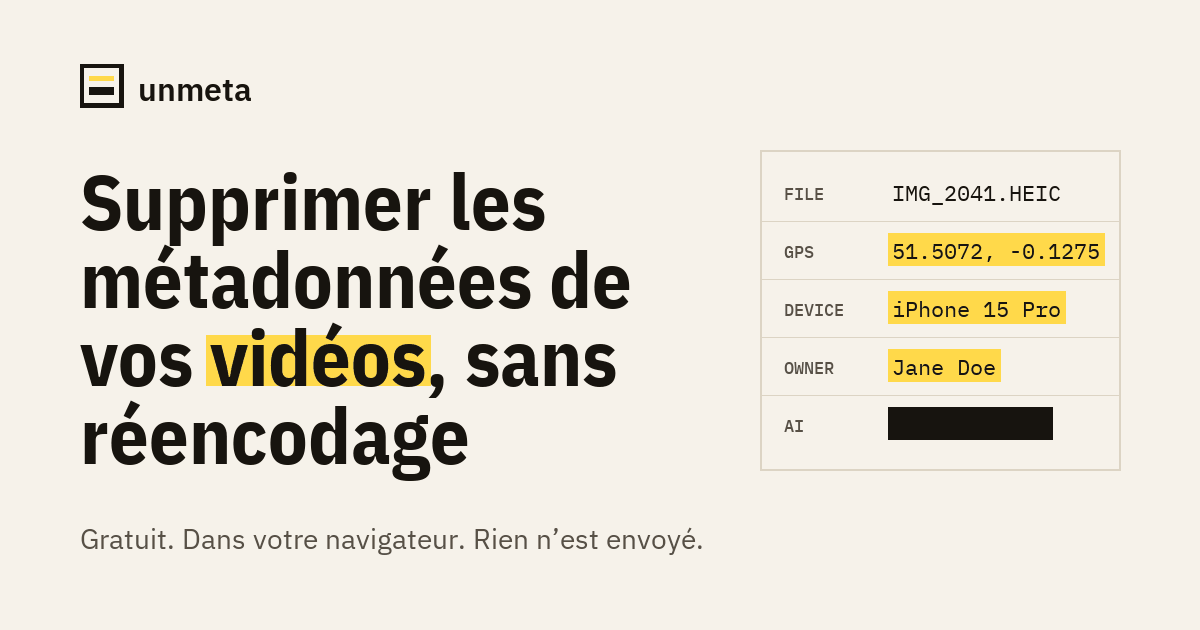 unmeta
Supprimer les
métadonnées de
vos vidéos, sans
réencodage
Gratuit. Dans votre navigateur. Rien n’est envoyé.
FILE IMG_2041.HEIC
GPS 51.5072, -0.1275
DEVICE iPhone 15 Pro
OWNER Jane Doe
AI